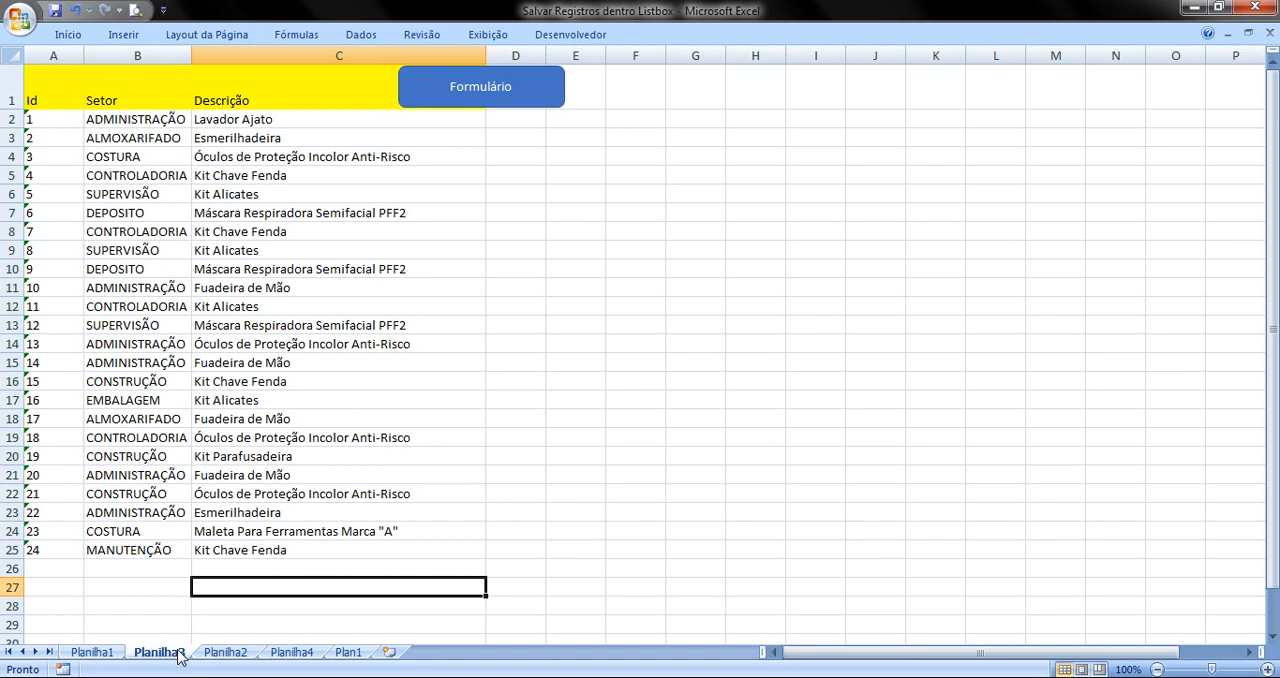 Salvar Registros dentro Listbox - Microsoft Excel
Início Inserir Layout da Página Fórmulas Dados Revisão Exibição Desenvolvedor
A B C D E F G H I J K L M N O P
Formulário
1 Id Setor Descrição
2 1 ADMINISTRAÇÃO Lavador Ajato
3 2 ALMOXARIFADO Esmerilhadeira
4 3 COSTURA Óculos de Proteção Incolor Anti-Risco
5 4 CONTROLADORIA Kit Chave Fenda
6 5 SUPERVISÃO Kit Alicates
7 6 DEPOSITO Máscara Respiradora Semifacial PFF2
8 7 CONTROLADORIA Kit Chave Fenda
9 8 SUPERVISÃO Kit Alicates
10 9 DEPOSITO Máscara Respiradora Semifacial PFF2
11 10 ADMINISTRAÇÃO Fuadeira de Mão
12 11 CONTROLADORIA Kit Alicates
13 12 SUPERVISÃO Máscara Respiradora Semifacial PFF2
14 13 ADMINISTRAÇÃO Óculos de Proteção Incolor Anti-Risco
15 14 ADMINISTRAÇÃO Fuadeira de Mão
16 15 CONSTRUÇÃO Kit Chave Fenda
17 16 EMBALAGEM Kit Alicates
18 17 ALMOXARIFADO Fuadeira de Mão
19 18 CONTROLADORIA Óculos de Proteção Incolor Anti-Risco
20 19 CONSTRUÇÃO Kit Parafusadeira
21 20 ADMINISTRAÇÃO Fuadeira de Mão
22 21 CONSTRUÇÃO Óculos de Proteção Incolor Anti-Risco
23 22 ADMINISTRAÇÃO Esmerilhadeira
24 23 COSTURA Maleta Para Ferramentas Marca "A"
25 24 MANUTENÇÃO Kit Chave Fenda
26
27
28
29
30
Planilha1 Planilha Planilha2 Planilha4 Plan1
Pronto 100%